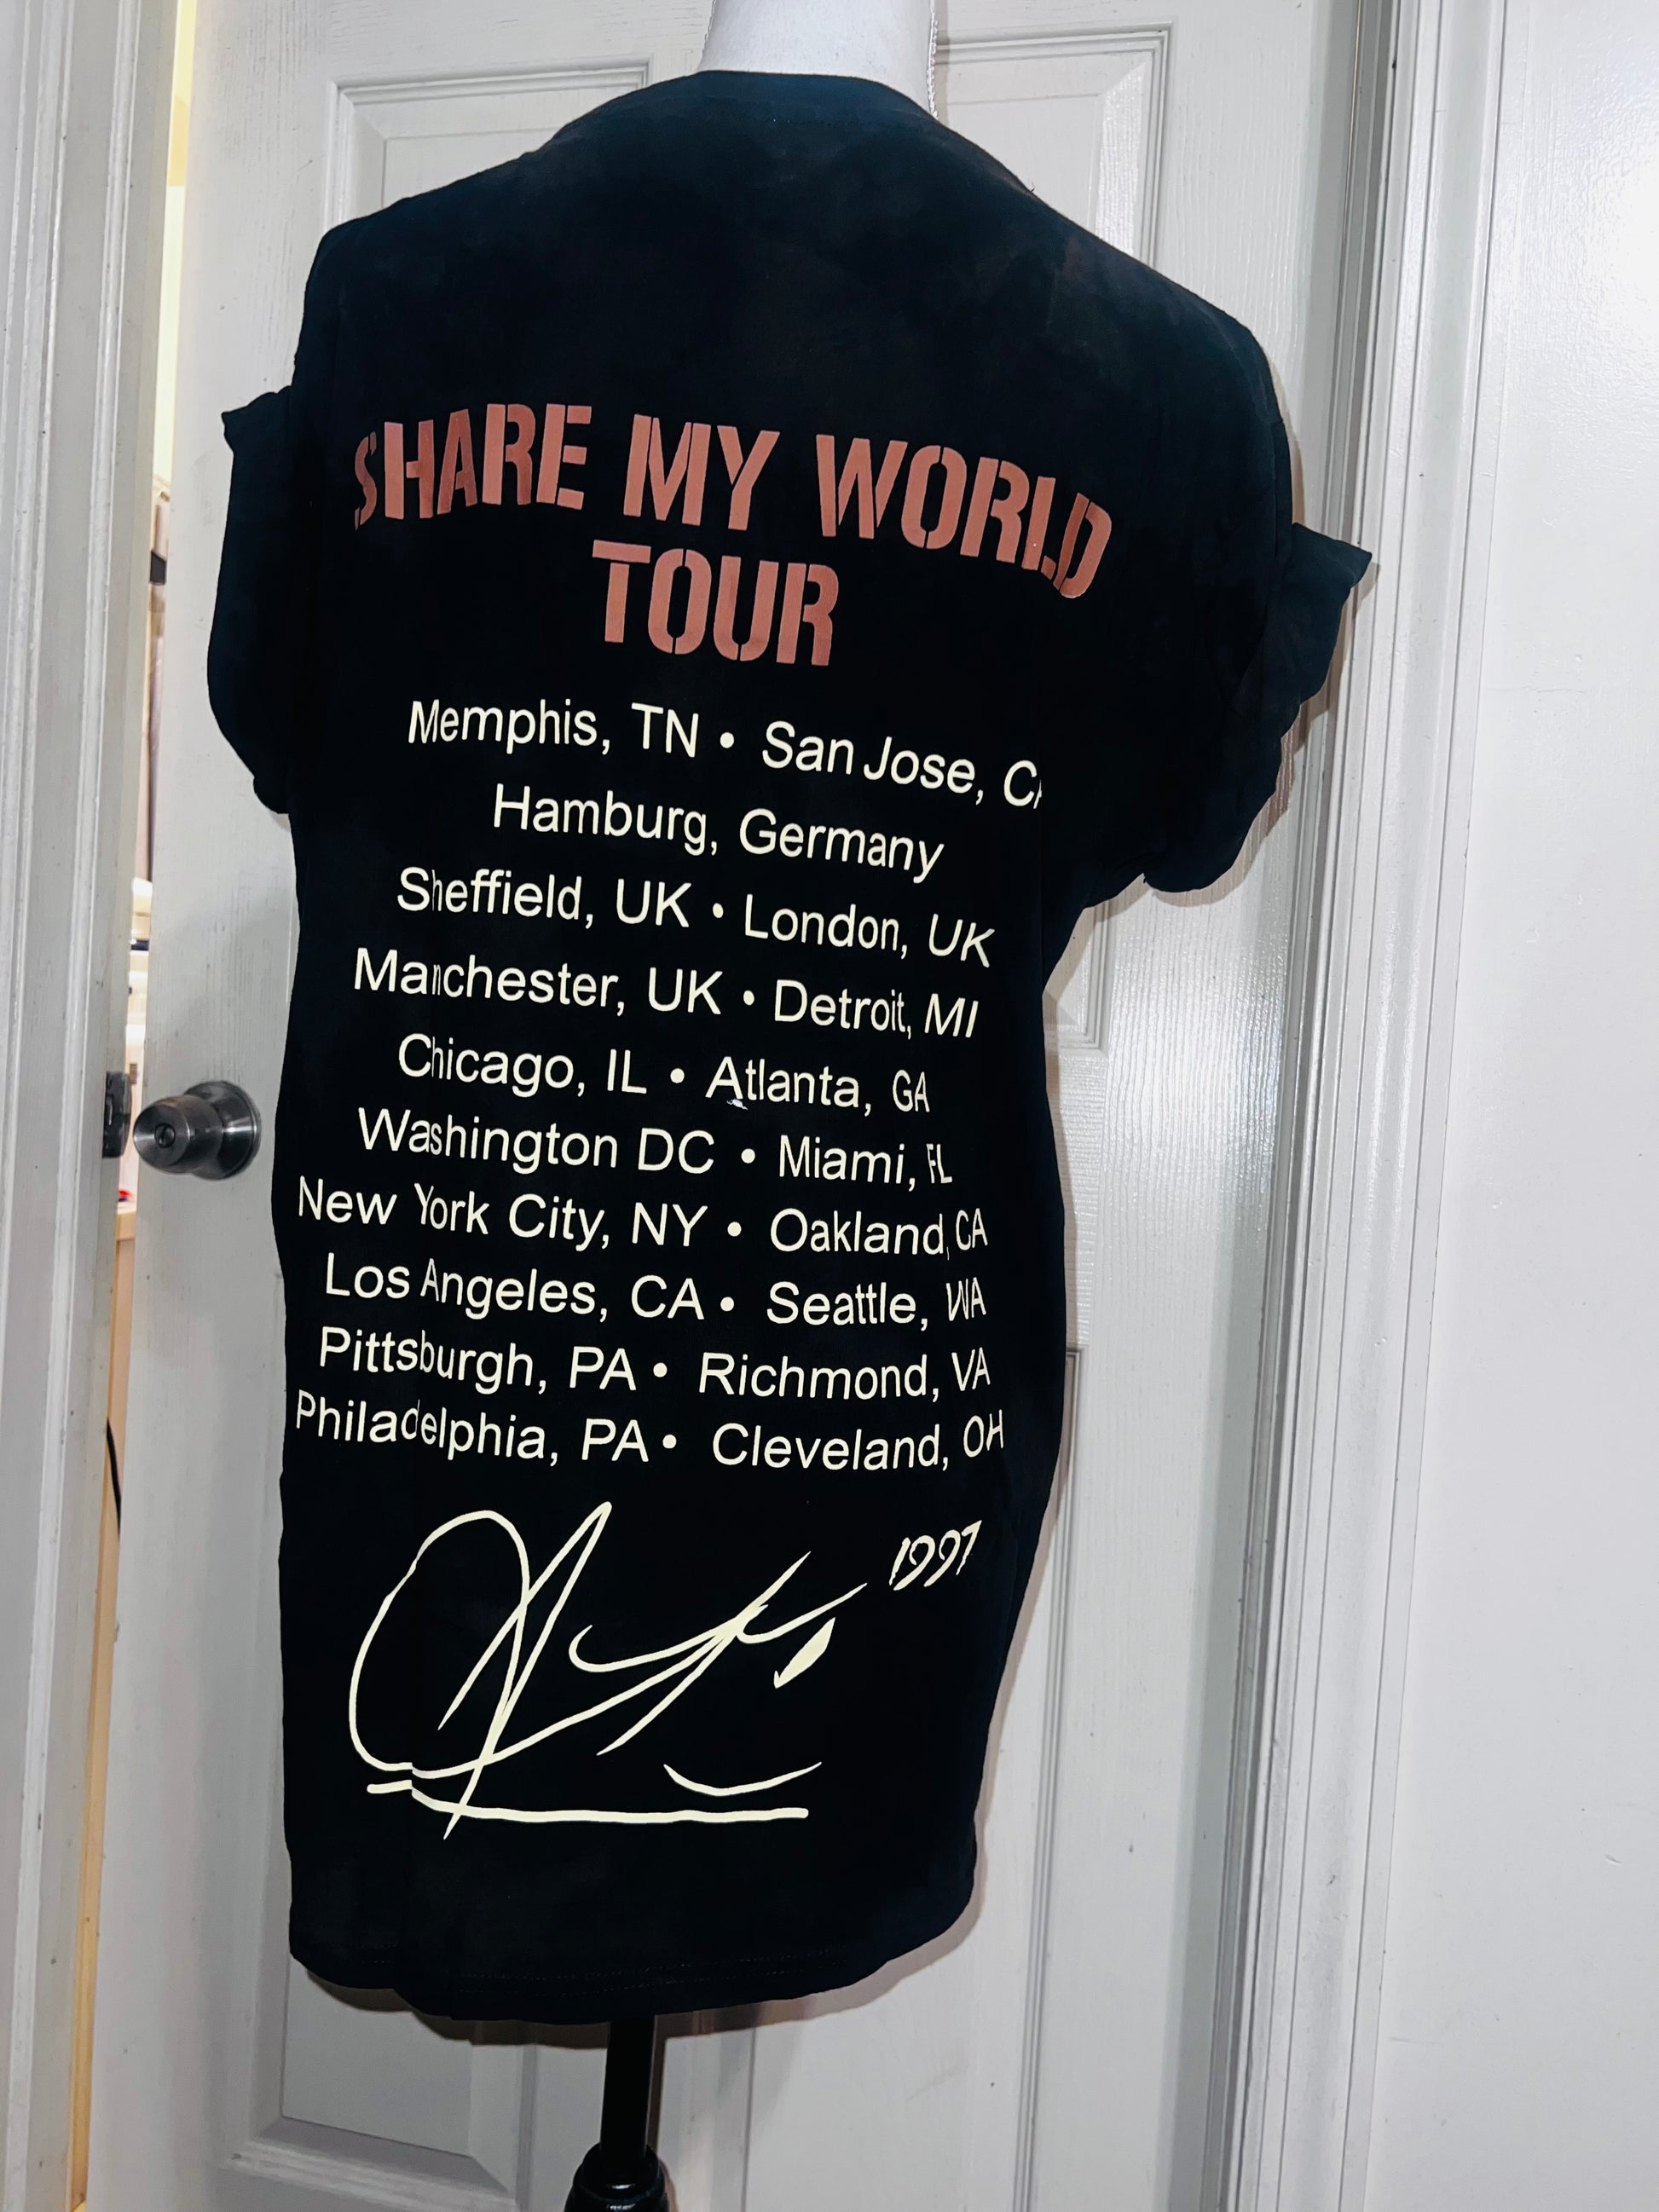 SHARE MY WORLD
TOUR
Memphis, TN • San Jose, CA
Hamburg, Germany
Sheffield, UK • London, UK
Manchester, UK • Detroit, MI
Chicago, IL • Atlanta, GA
Washington DC • Miami, FL
New York City, NY • Oakland, CA
Los Angeles, CA • Seattle, WA
Pittsburgh, PA • Richmond, VA
Philadelphia, PA • Cleveland, OH
1997